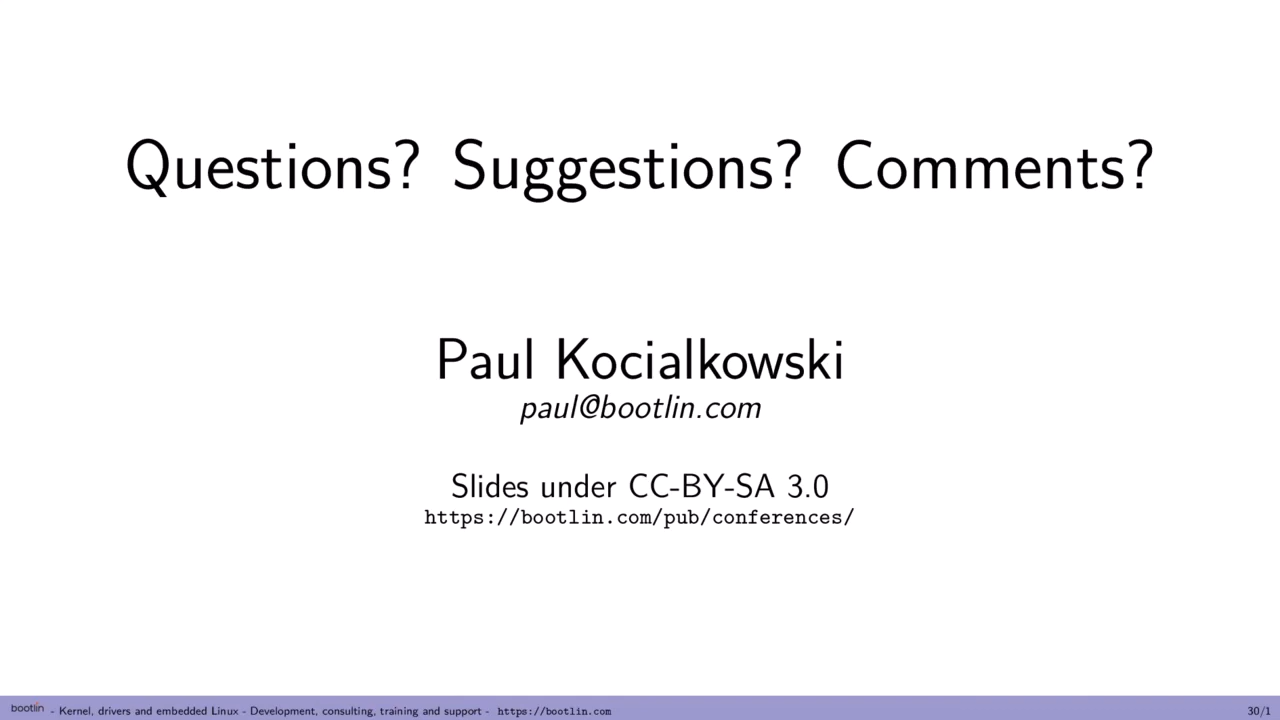 Questions? Suggestions? Comments?
Paul Kocialkowski
paul@bootlin.com
Slides under CC-BY-SA 3.0
https://bootlin.com/pub/conferences/
bootlin - Kernel, drivers and embedded Linux - Development, consulting, training and support - https://bootlin.com 30/1